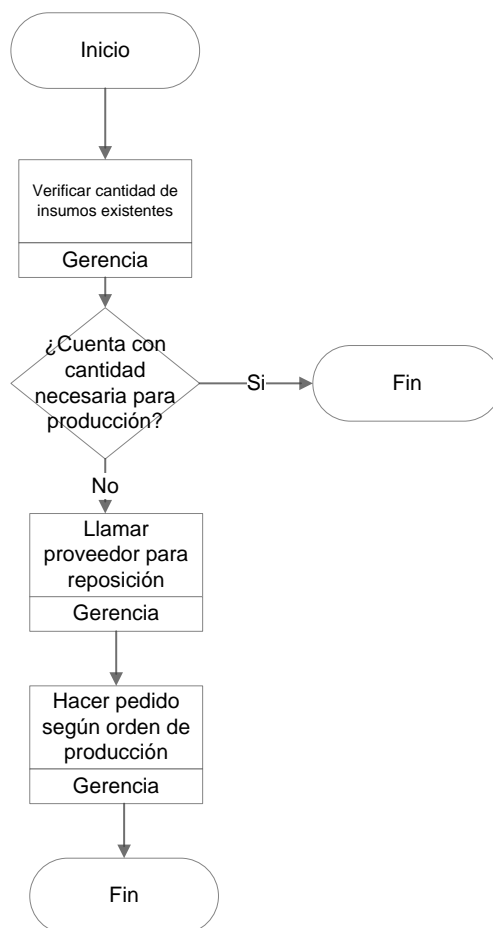 Inicio
Verificar cantidad de
insumos existentes
Gerencia
¿Cuenta con
cantidad
necesaria para
producción?
Si
Fin
No
Llamar
proveedor para
reposición
Gerencia
Hacer pedido
según orden de
producción
Gerencia
Fin